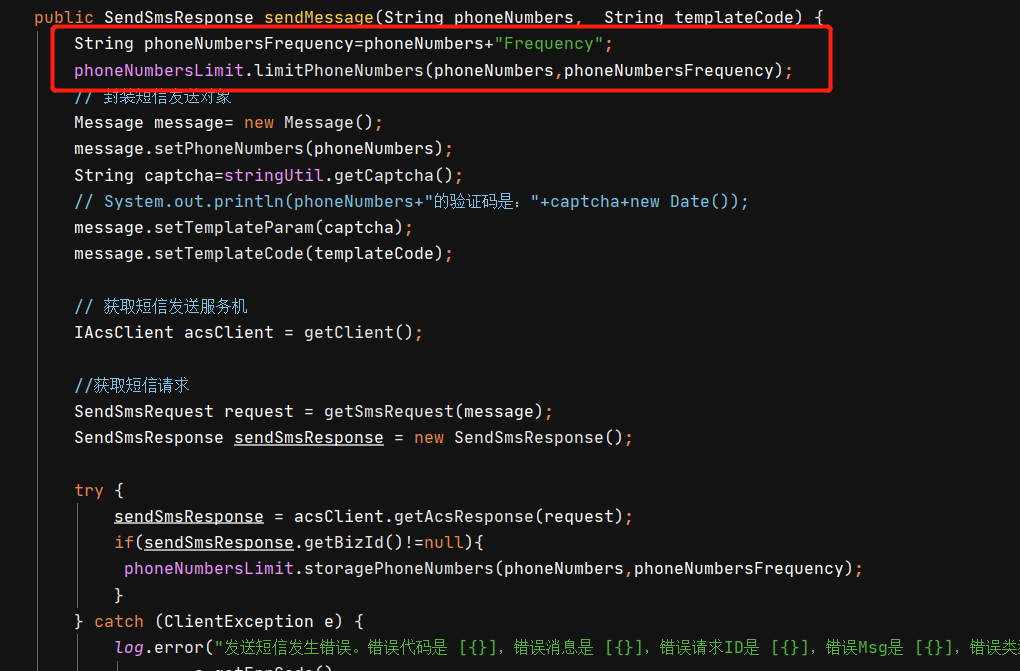 public SendSmsResponse sendMessage(String phoneNumbers, String templateCode) {
String phoneNumbersFrequency=phoneNumbers+"Frequency";
phoneNumbersLimit.limitPhoneNumbers(phoneNumbers,phoneNumbersFrequency);
// 封装短信发送对象
Message message= new Message();
message.setPhoneNumbers(phoneNumbers);
String captcha=stringUtil.getCaptcha();
// System.out.println(phoneNumbers+"的验证码是："+captcha+new Date());
message.setTemplateParam(captcha);
message.setTemplateCode(templateCode);
// 获取短信发送服务机
IAcsClient acsClient = getClient();
//获取短信请求
SendSmsRequest request = getSmsRequest(message);
SendSmsResponse sendSmsResponse = new SendSmsResponse();
try {
sendSmsResponse = acsClient.getAcsResponse(request);
if(sendSmsResponse.getBizId()!=null){
phoneNumbersLimit.storagePhoneNumbers(phoneNumbers,phoneNumbersFrequency);
}
} catch (ClientException e) {
log.error("发送短信发生错误。错误代码是 [{}]，错误消息是 [{}]，错误请求ID是 [{}]，错误Msg是 [{}]，错误类
e.getErrCode()